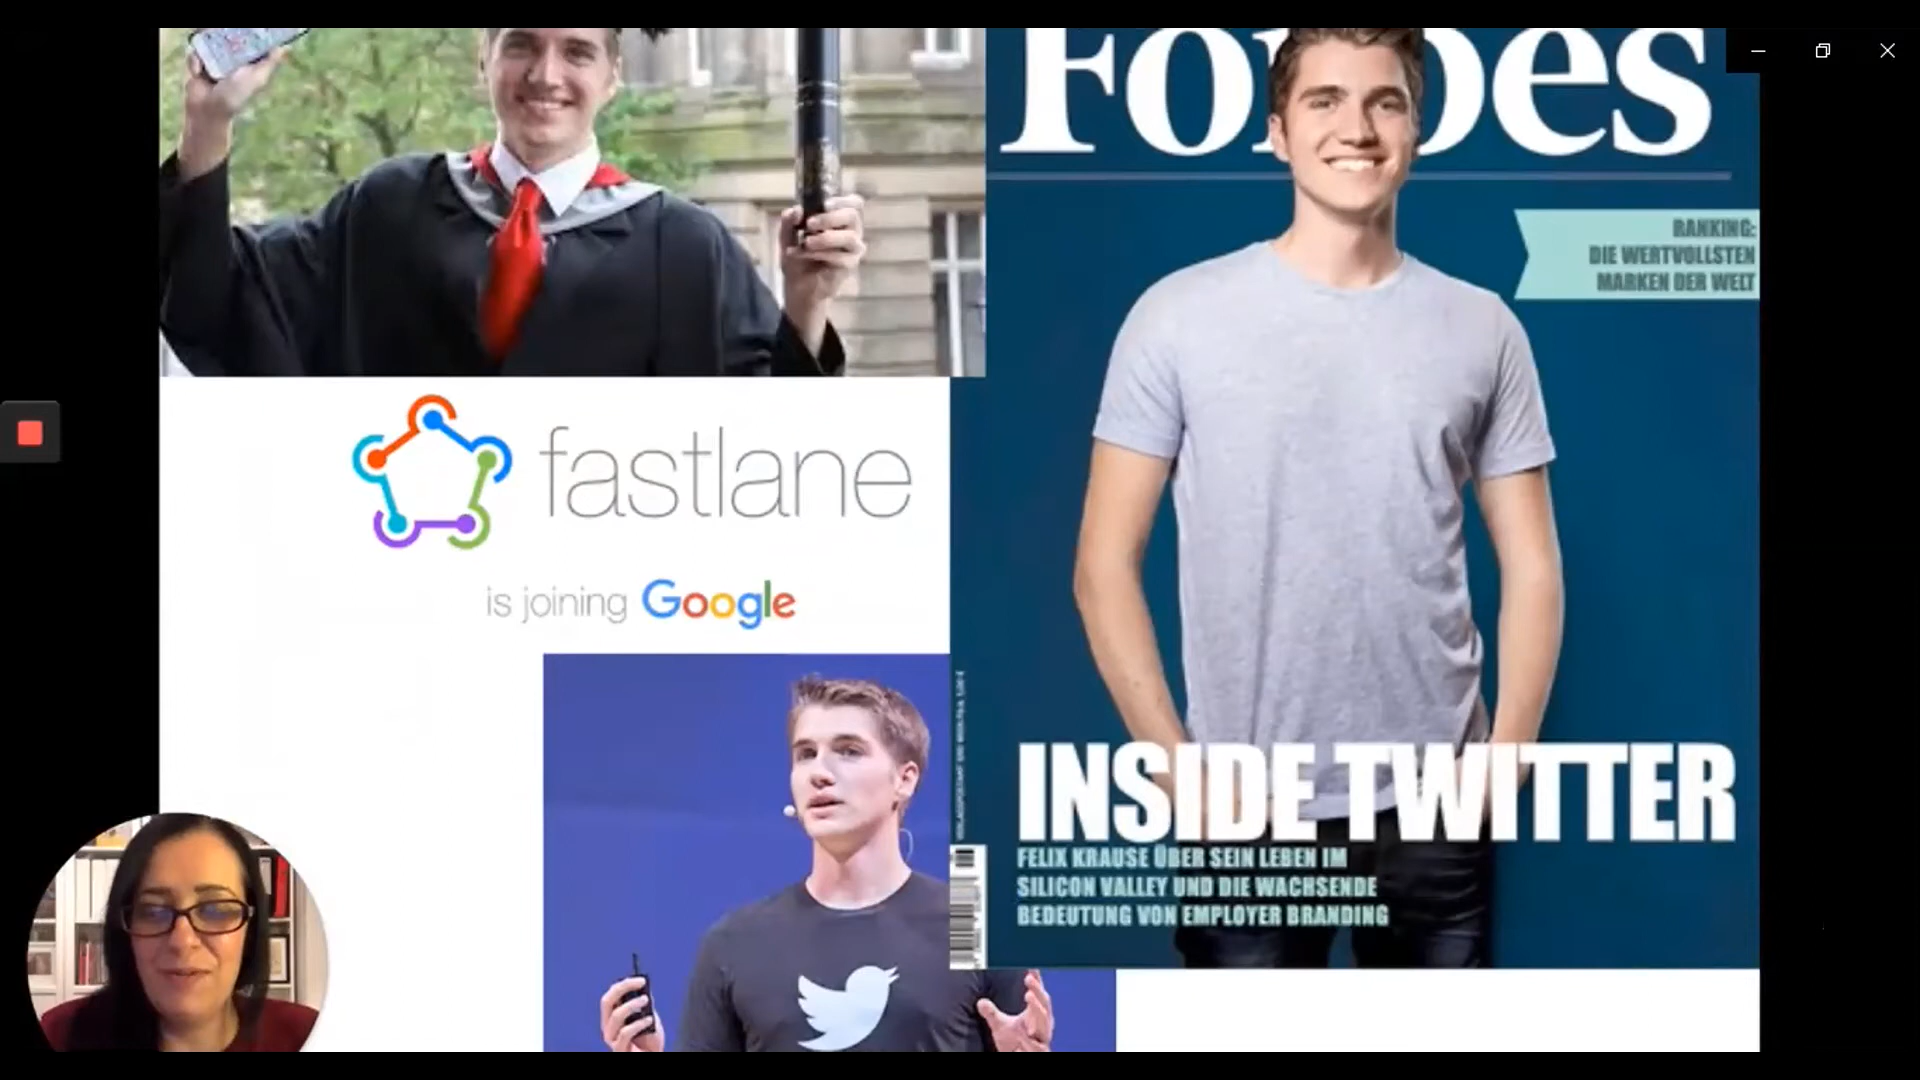 Forbes
RANKING:
DIE WERTVOLLSTEN
MARKEN DER WELT
fastlane
is joining Google
INSIDE TWITTER
FELIX KRAUSE ÜBER SEIN LEBEN IM
SILICON VALLEY UND DIE WACHSENDE
BEDEUTUNG VON EMPLOYER BRANDING